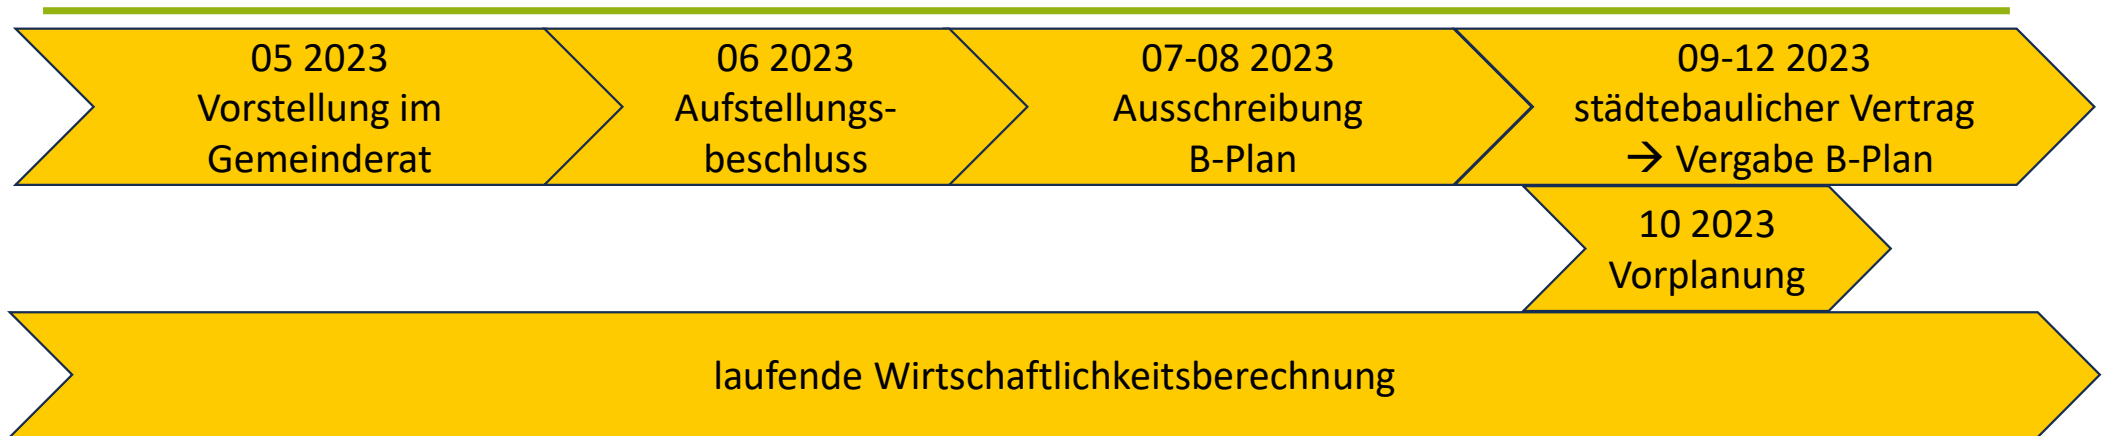 05 2023
Vorstellung im
Gemeinderat
06 2023
Aufstellungs-
beschluss
07-08 2023
Ausschreibung
B-Plan
09-12 2023
städtebaulicher Vertrag
→ Vergabe B-Plan
10 2023
Vorplanung
laufende Wirtschaftlichkeitsberechnung